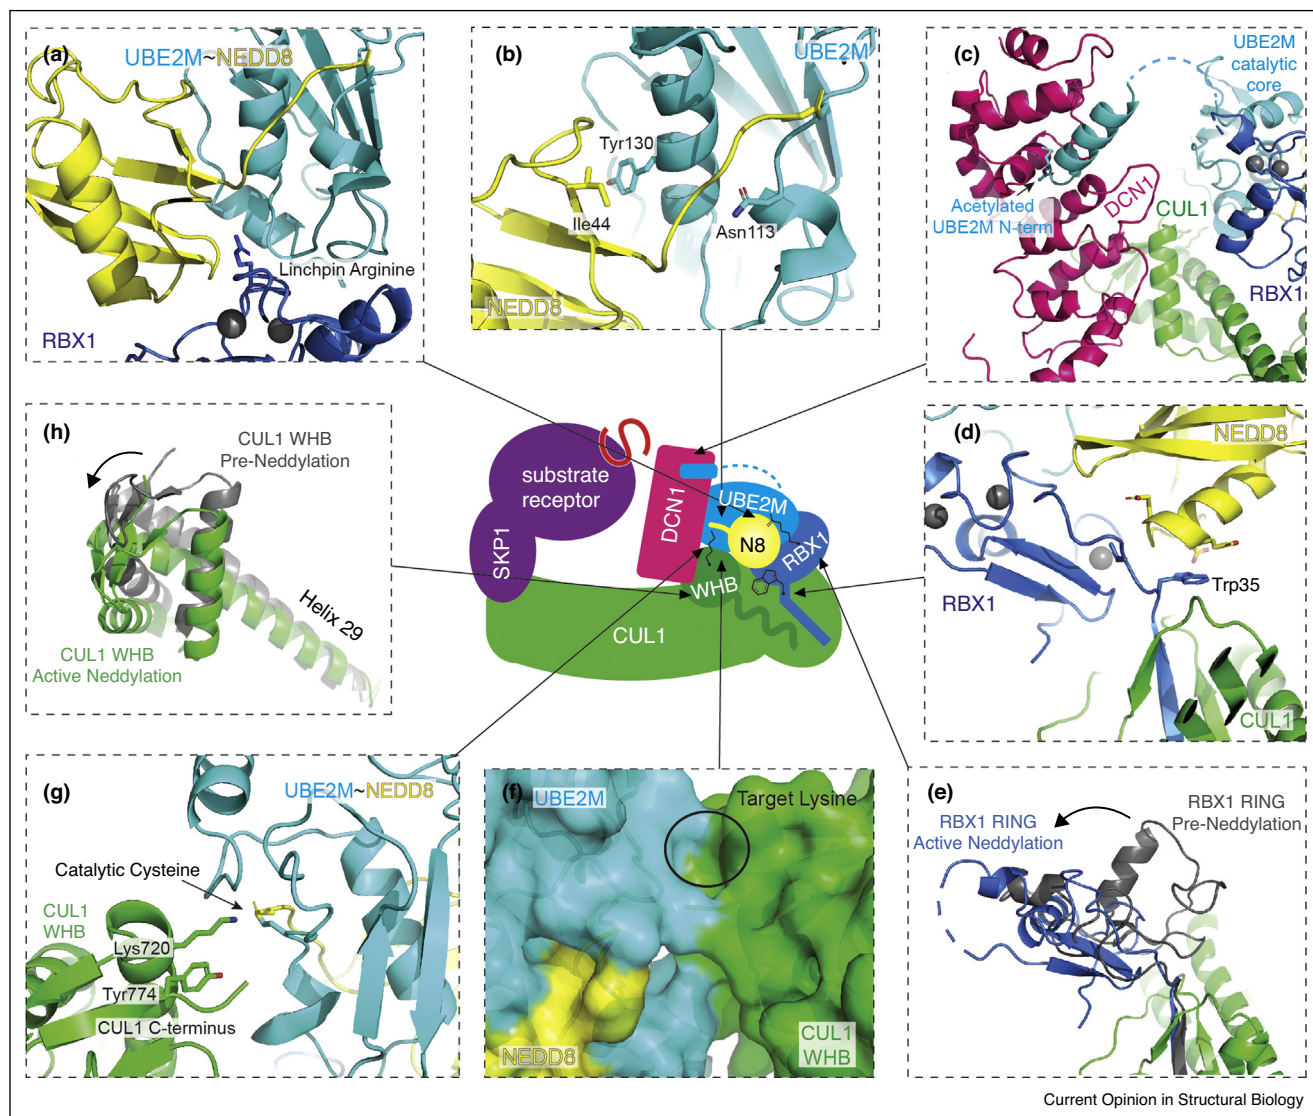 (a)
UBE2M~NEDD8
Linchpin Arginine
RBX1
(b)
UBE2M
Tyr130
Ile44
Asn113
NEDD8
(c)
UBE2M
catalytic
core
Acetylated
UBE2M N-term
DCN1
CUL1
RBX1
(h)
CUL1 WHB
Pre-Neddylation
Helix 29
CUL1 WHB
Active Neddylation
substrate
receptor
SKP1
DCN1
UBE2M
N8
RBX1
WHB
CUL1
(d)
NEDD8
RBX1
Trp35
CUL1
(g)
UBE2M~NEDD8
Catalytic Cysteine
CUL1
WHB
Lys720
Tyr774
CUL1 C-terminus
(f)
UBE2M
Target Lysine
NEDD8
CUL1
WHB
(e)
RBX1 RING
Pre-Neddylation
RBX1 RING
Active Neddylation
Current Opinion in Structural Biology